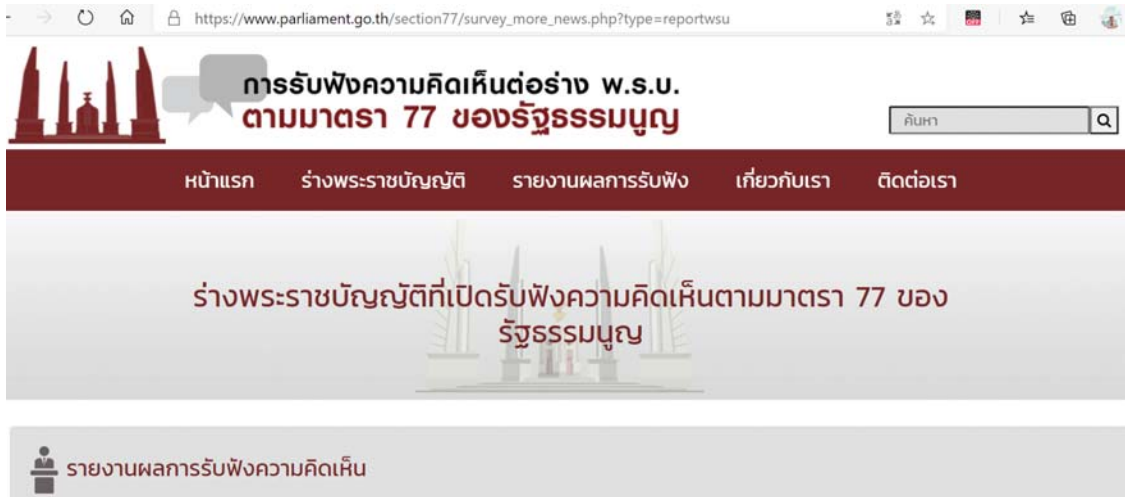 https://www.parliament.go.th/section77/survey_more_news.php?type=reportwsu
การรับฟังความคิดเห็นต่อร่าง พ.ร.บ.
ตามมาตรา 77 ของรัฐธรรมนูญ
ค้นหา
หน้าแรก ร่างพระราชบัญญัติ รายงานผลการรับฟัง เกี่ยวกับเรา ติดต่อเรา
ร่างพระราชบัญญัติที่เปิดรับฟังความคิดเห็นตามมาตรา 77 ของ
รัฐธรรมนูญ
รายงานผลการรับฟังความคิดเห็น